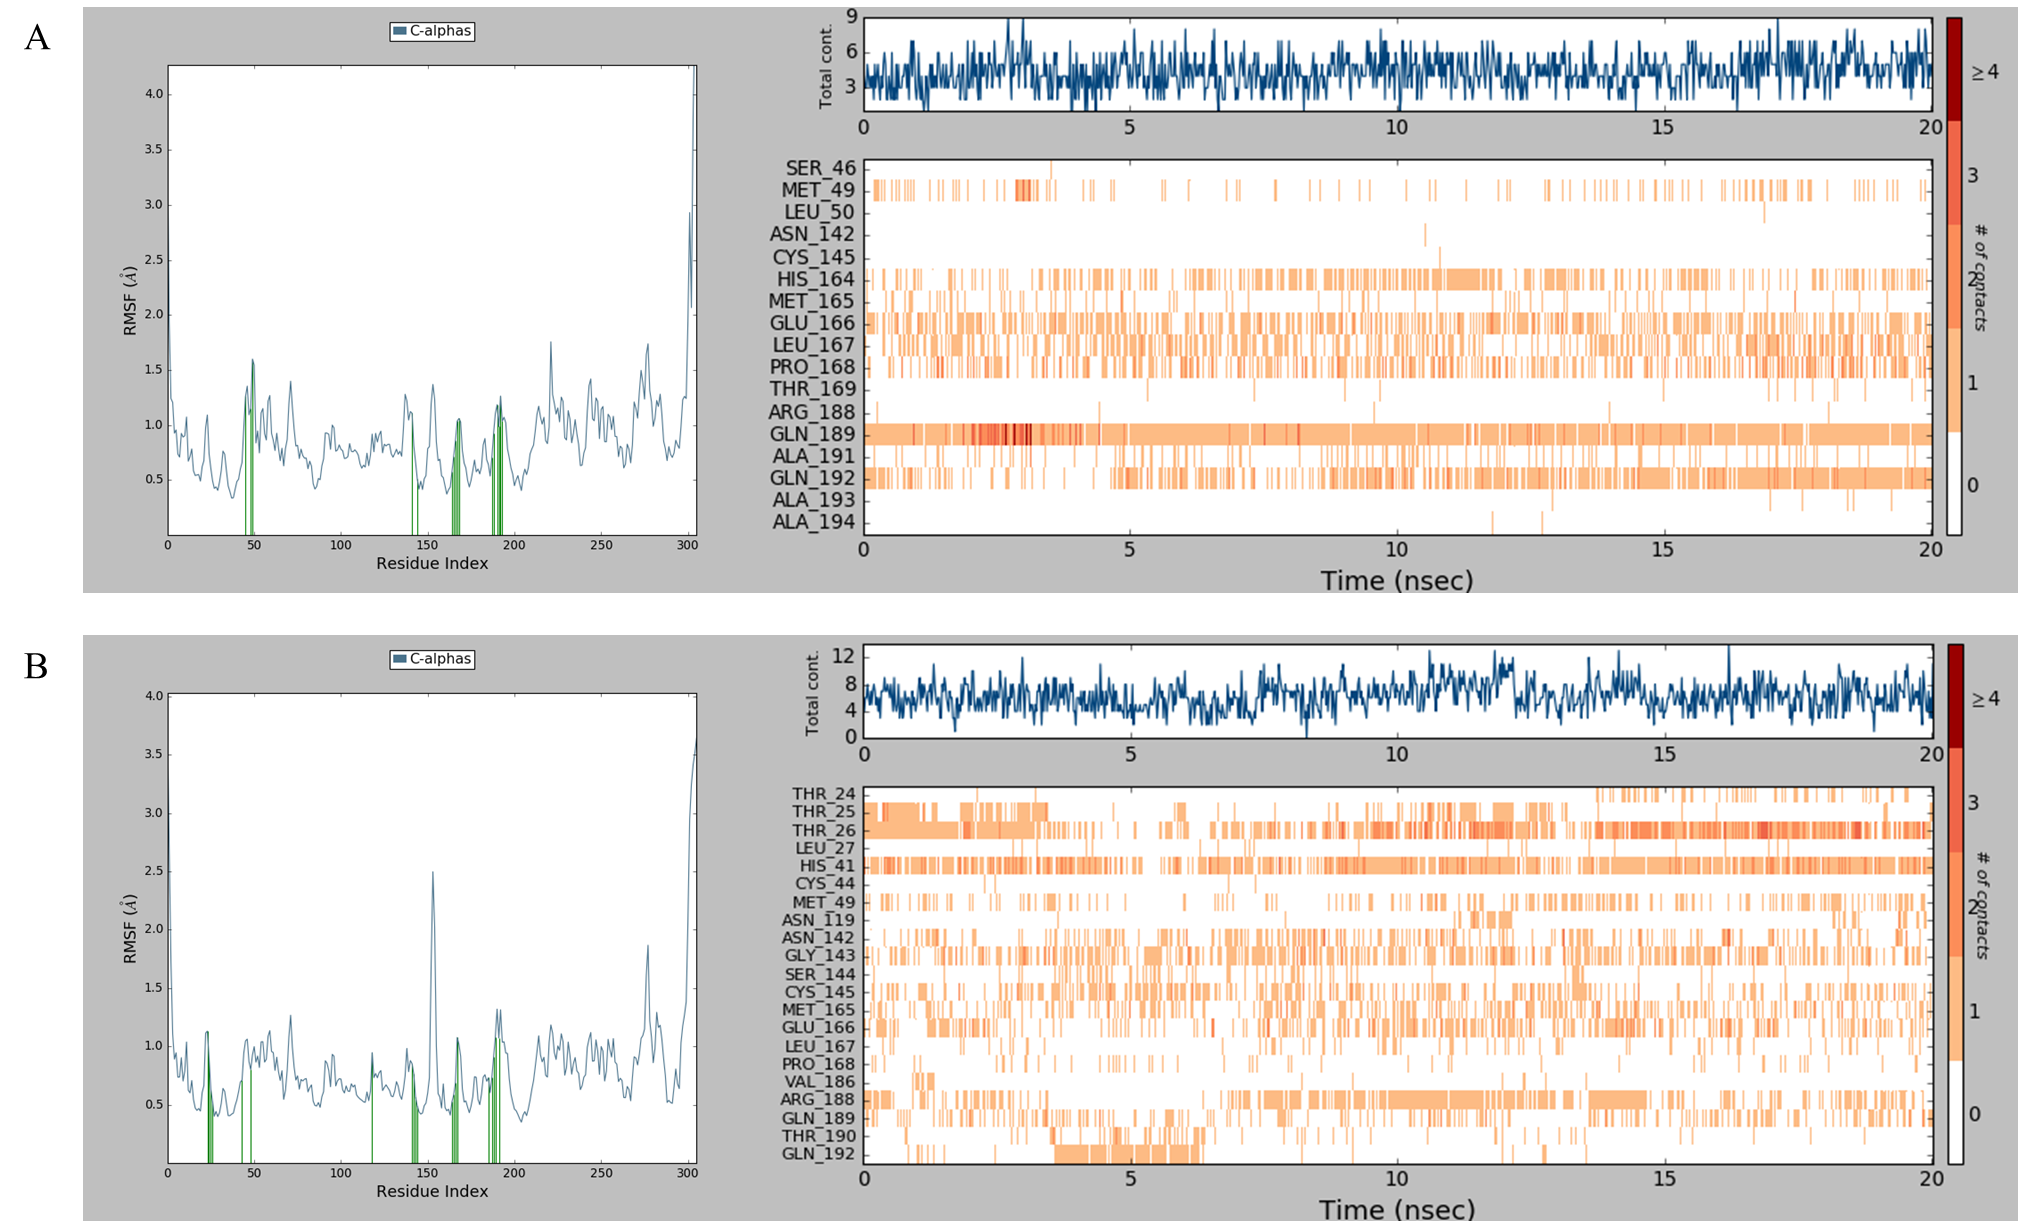 A
C-alphas
4.0
3.5
3.0
2.5
2.0
1.5
1.0
0.5
RMSF (Å)
0 50 100 150 200 250 300
Residue Index
Total cont.
9
6
3
0 5 10 15 20
SER_46
MET_49
LEU_50
ASN_142
CYS_145
HIS_164
MET_165
GLU_166
LEU_167
PRO_168
THR_169
ARG_188
GLN_189
ALA_191
GLN_192
ALA_193
ALA_194
0 5 10 15 20
Time (nsec)
≥4
3
2
1
0
# of contacts
B
C-alphas
4.0
3.5
3.0
2.5
2.0
1.5
1.0
0.5
RMSF (Å)
0 50 100 150 200 250 300
Residue Index
Total cont.
12
8
4
0
0 5 10 15 20
THR_24
THR_25
THR_26
LEU_27
HIS_41
CYS_44
MET_49
ASN_119
ASN_142
GLY_143
SER_144
CYS_145
MET_165
GLU_166
LEU_167
PRO_168
VAL_186
ARG_188
GLN_189
THR_190
GLN_192
0 5 10 15 20
Time (nsec)
≥4
3
2
1
0
# of contacts